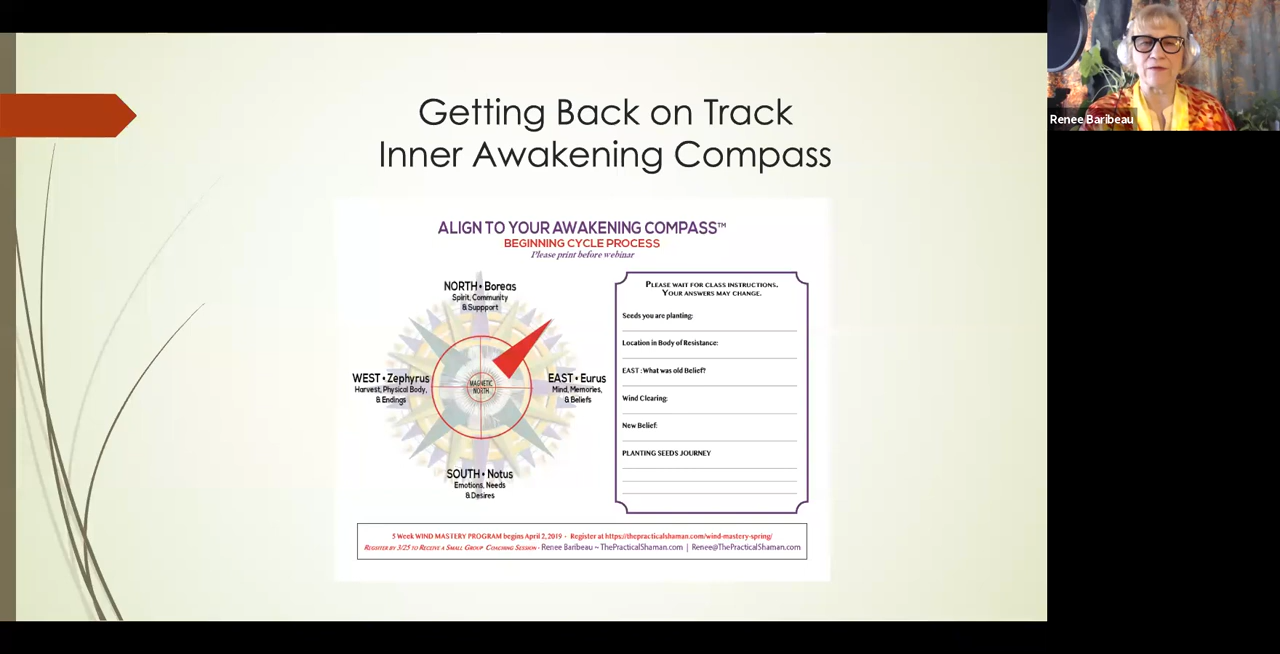 Getting Back on Track
Inner Awakening Compass
ALIGN TO YOUR AWAKENING COMPASS™
BEGINNING CYCLE PROCESS
Please print before webinar
NORTH • Boreas
Spirit, Community
& Suppport
WEST • Zephyrus
Harvest, Physical Body,
& Endings
MAGNETIC
NORTH
EAST • Eurus
Mind, Memories,
& Beliefs
SOUTH • Notus
Emotions, Needs
& Desires
PLEASE WAIT FOR CLASS INSTRUCTIONS,
YOUR ANSWERS MAY CHANGE.
Seeds you are planting:
Location in Body of Resistance:
EAST : What was old Belief?
Wind Clearing:
New Belief:
PLANTING SEEDS JOURNEY
5 Week WIND MASTERY PROGRAM begins April 2, 2019 - Register at https://thepracticalshaman.com/wind-mastery-spring/
REGISTER BY 3/25 TO RECEIVE A SMALL GROUP COACHING SESSION - Renee Baribeau ~ ThePracticalShaman.com | Renee@ThePracticalShaman.com
Renee Baribeau